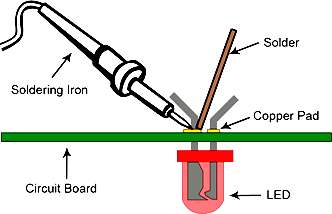 Solder
Soldering Iron
Copper Pad
Circuit Board
LED